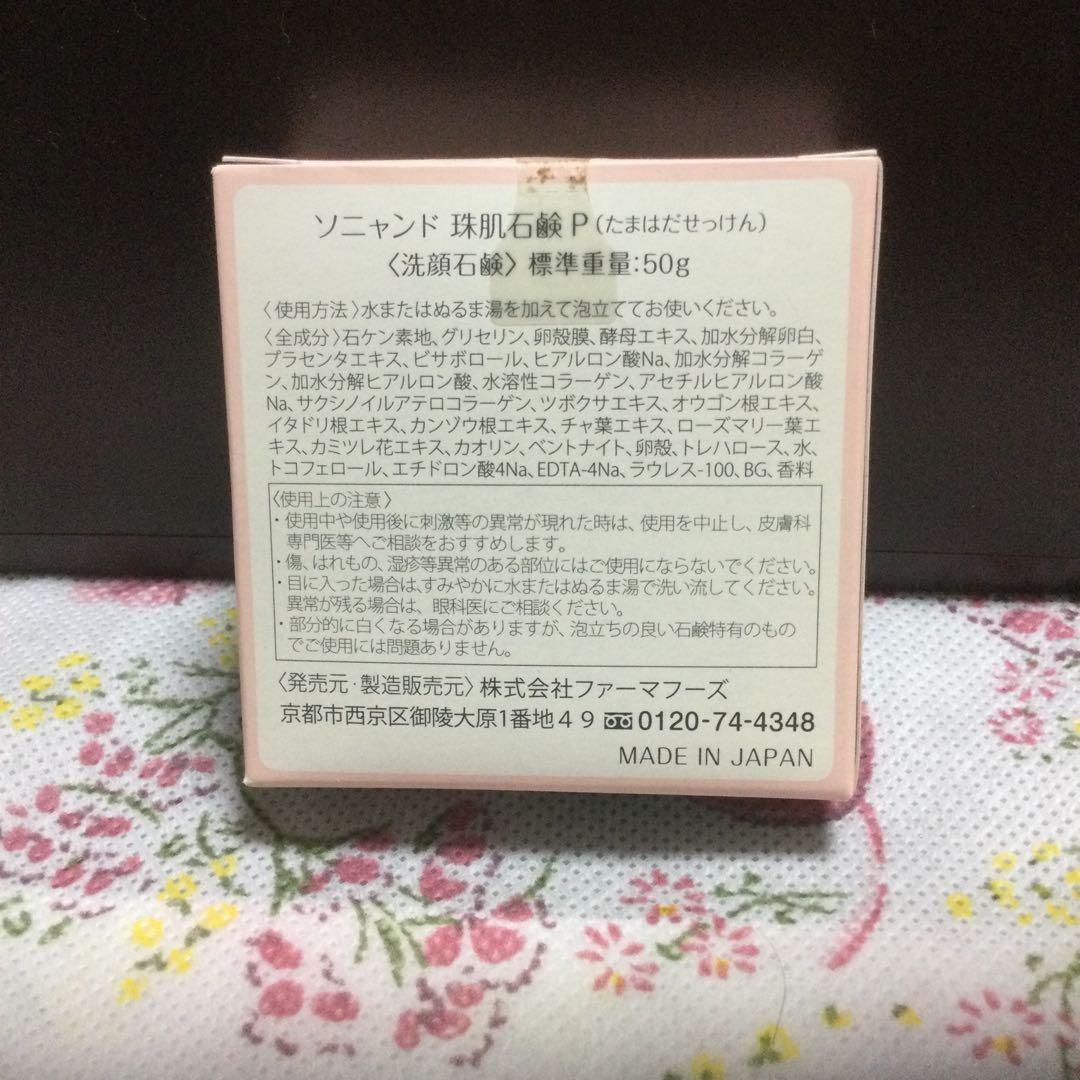 ソニャンド 珠肌石鹸P(たまはだせっけん)
〈洗顔石鹸〉標準重量:50g
〈使用方法〉水またはぬるま湯を加えて泡立ててお使いください。
〈全成分〉石ケン素地、グリセリン、卵殻膜、酵母エキス、加水分解卵白、
プラセンタエキス、ビサボロール、ヒアルロン酸Na、加水分解コラーゲ
ン、加水分解ヒアルロン酸、水溶性コラーゲン、アセチルヒアルロン酸
Na、サクシノイルアテロコラーゲン、ツボクサエキス、オウゴン根エキス、
イタドリ根エキス、カンゾウ根エキス、チャ葉エキス、ローズマリー葉エ
キス、カミツレ花エキス、カオリン、ベントナイト、卵殻、トレハロース、水、
トコフェロール、エチドロン酸4Na、EDTA-4Na、ラウレス-100、BG、香料
〈使用上の注意〉
・使用中や使用後に刺激等の異常が現れた時は、使用を中止し、皮膚科
専門医等へご相談をおすすめします。
・傷、はれもの、湿疹等異常のある部位にはご使用にならないでください。
・目に入った場合は、すみやかに水またはぬるま湯で洗い流してください。
異常が残る場合は、眼科医にご相談ください。
・部分的に白くなる場合がありますが、泡立ちの良い石鹸特有のもの
でご使用には問題ありません。
〈発売元・製造販売元〉株式会社ファーマフーズ
京都市西京区御陵大原1番地49 0120-74-4348
MADE IN JAPAN